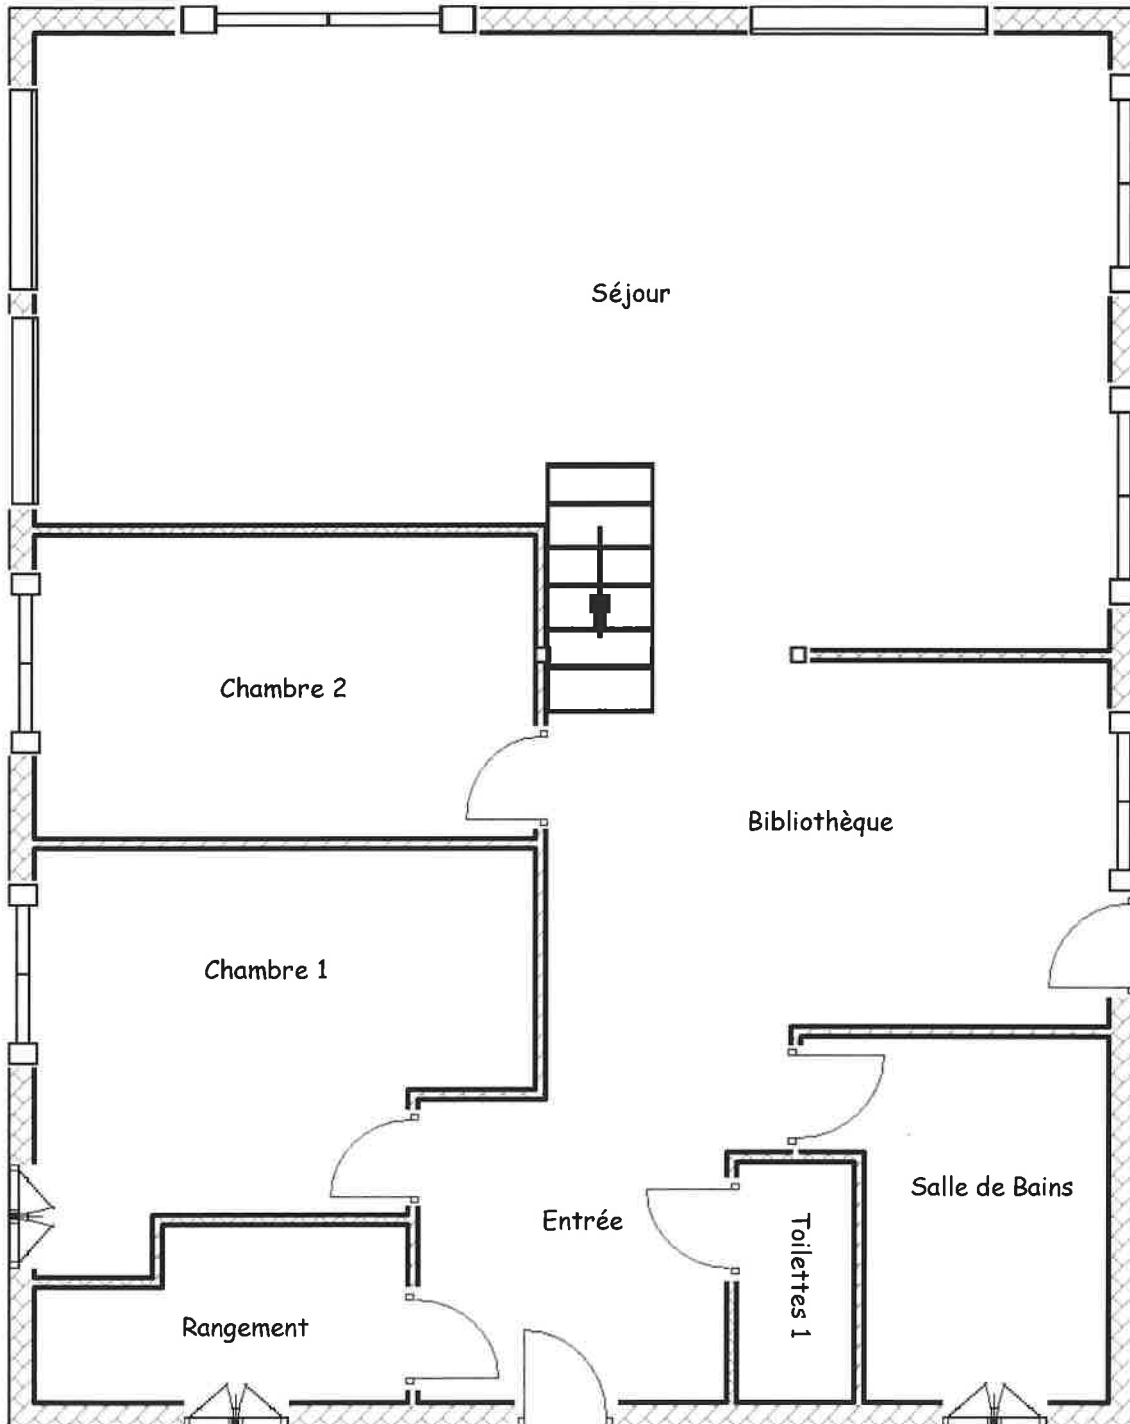 Séjour
Chambre 2
Bibliothèque
Chambre 1
Salle de Bains
Entrée
Toilettes 1
Rangement